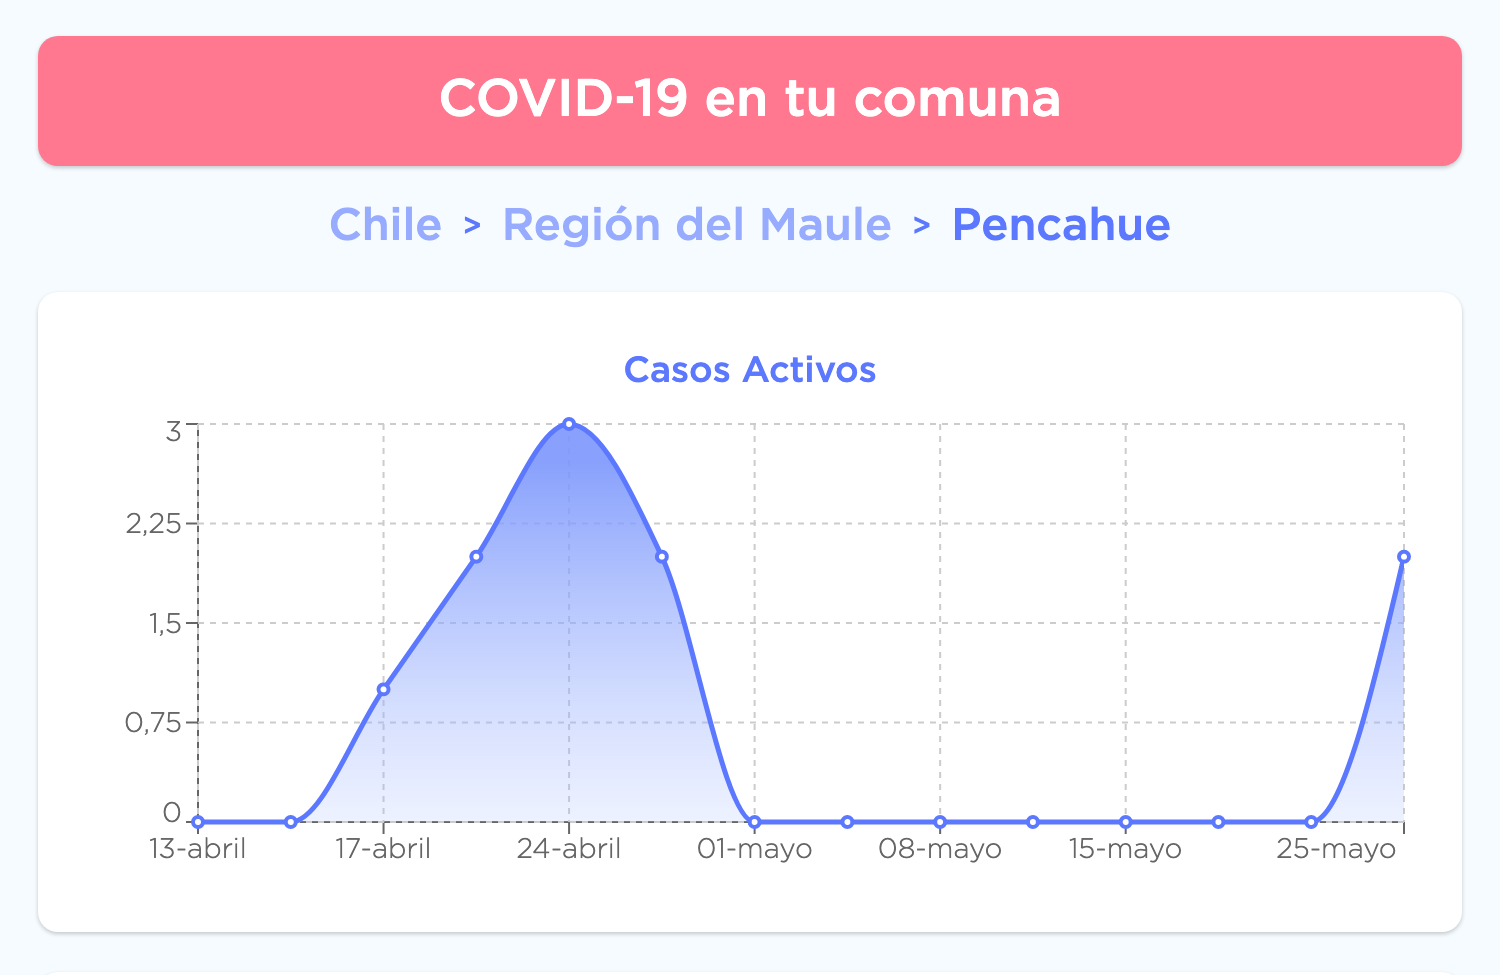 COVID-19 en tu comuna
Chile > Región del Maule > Pencahue
Casos Activos
3
2,25
1,5
0,75
0
13-abril 17-abril 24-abril 01-mayo 08-mayo 15-mayo 25-mayo